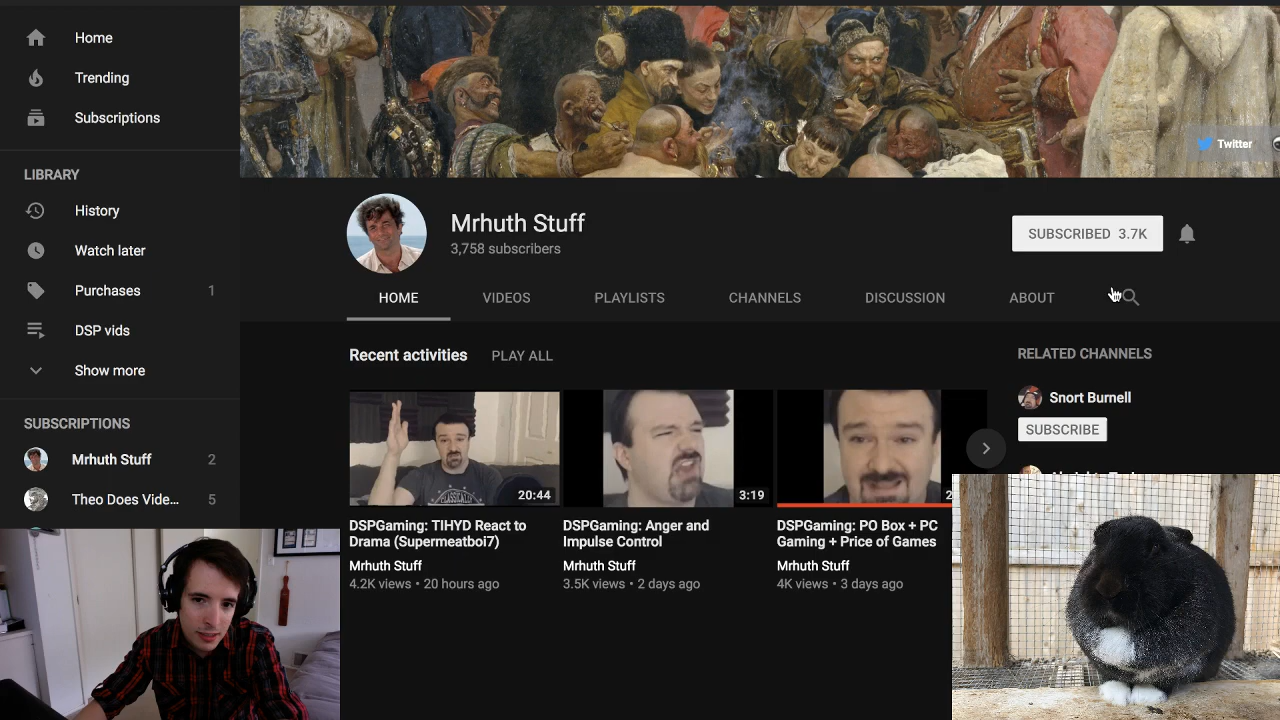 Home
Trending
Subscriptions
LIBRARY
History
Watch later
Purchases 1
DSP vids
Show more
SUBSCRIPTIONS
Mrhuth Stuff 2
Theo Does Vide... 5
Twitter
Mrhuth Stuff
3,758 subscribers
SUBSCRIBED 3.7K
HOME VIDEOS PLAYLISTS CHANNELS DISCUSSION ABOUT
Recent activities PLAY ALL
CLASSICALLY
20:44
3:19
2
DSPGaming: TIHYD React to
Drama (Supermeatboi7)
Mrhuth Stuff
4.2K views • 20 hours ago
DSPGaming: Anger and
Impulse Control
Mrhuth Stuff
3.5K views • 2 days ago
DSPGaming: PO Box + PC
Gaming + Price of Games
Mrhuth Stuff
4K views • 3 days ago
RELATED CHANNELS
Snort Burnell
SUBSCRIBE